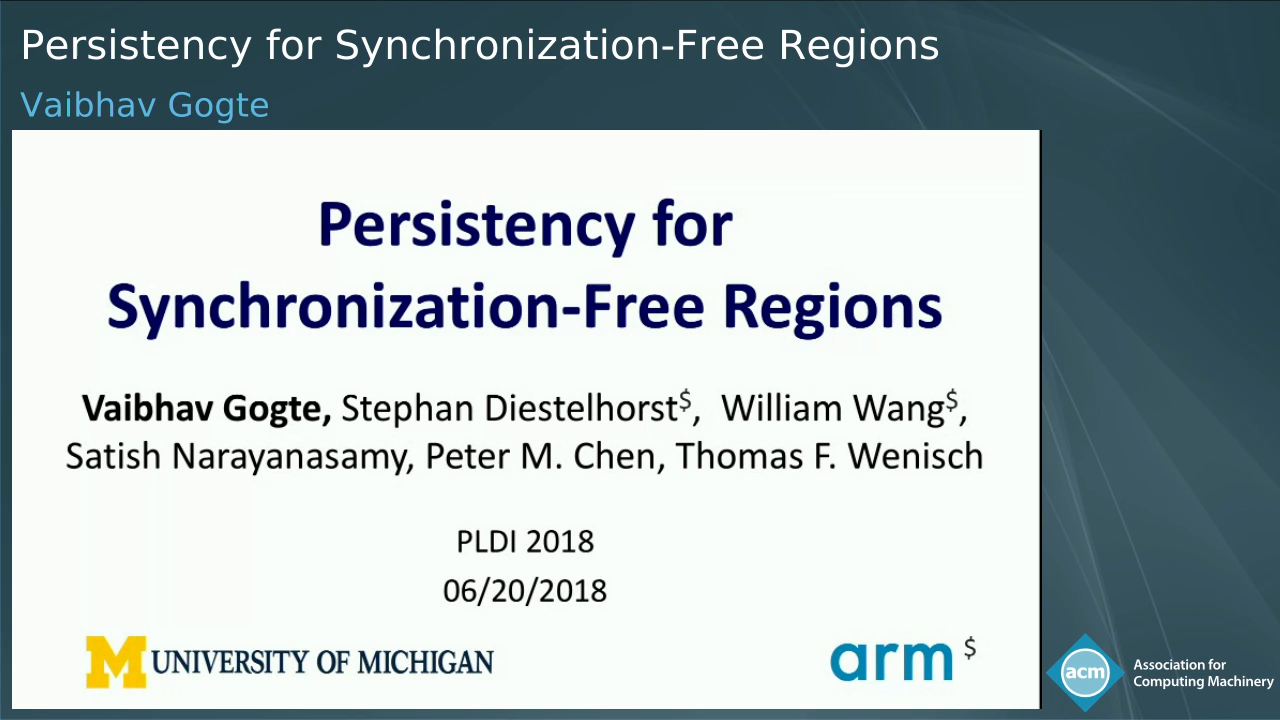 Persistency for Synchronization-Free Regions
Vaibhav Gogte
Persistency for
Synchronization-Free Regions
Vaibhav Gogte, Stephan Diestelhorst$, William Wang$,
Satish Narayanasamy, Peter M. Chen, Thomas F. Wenisch
PLDI 2018
06/20/2018
M UNIVERSITY OF MICHIGAN
arm $
acm Association for
Computing Machinery